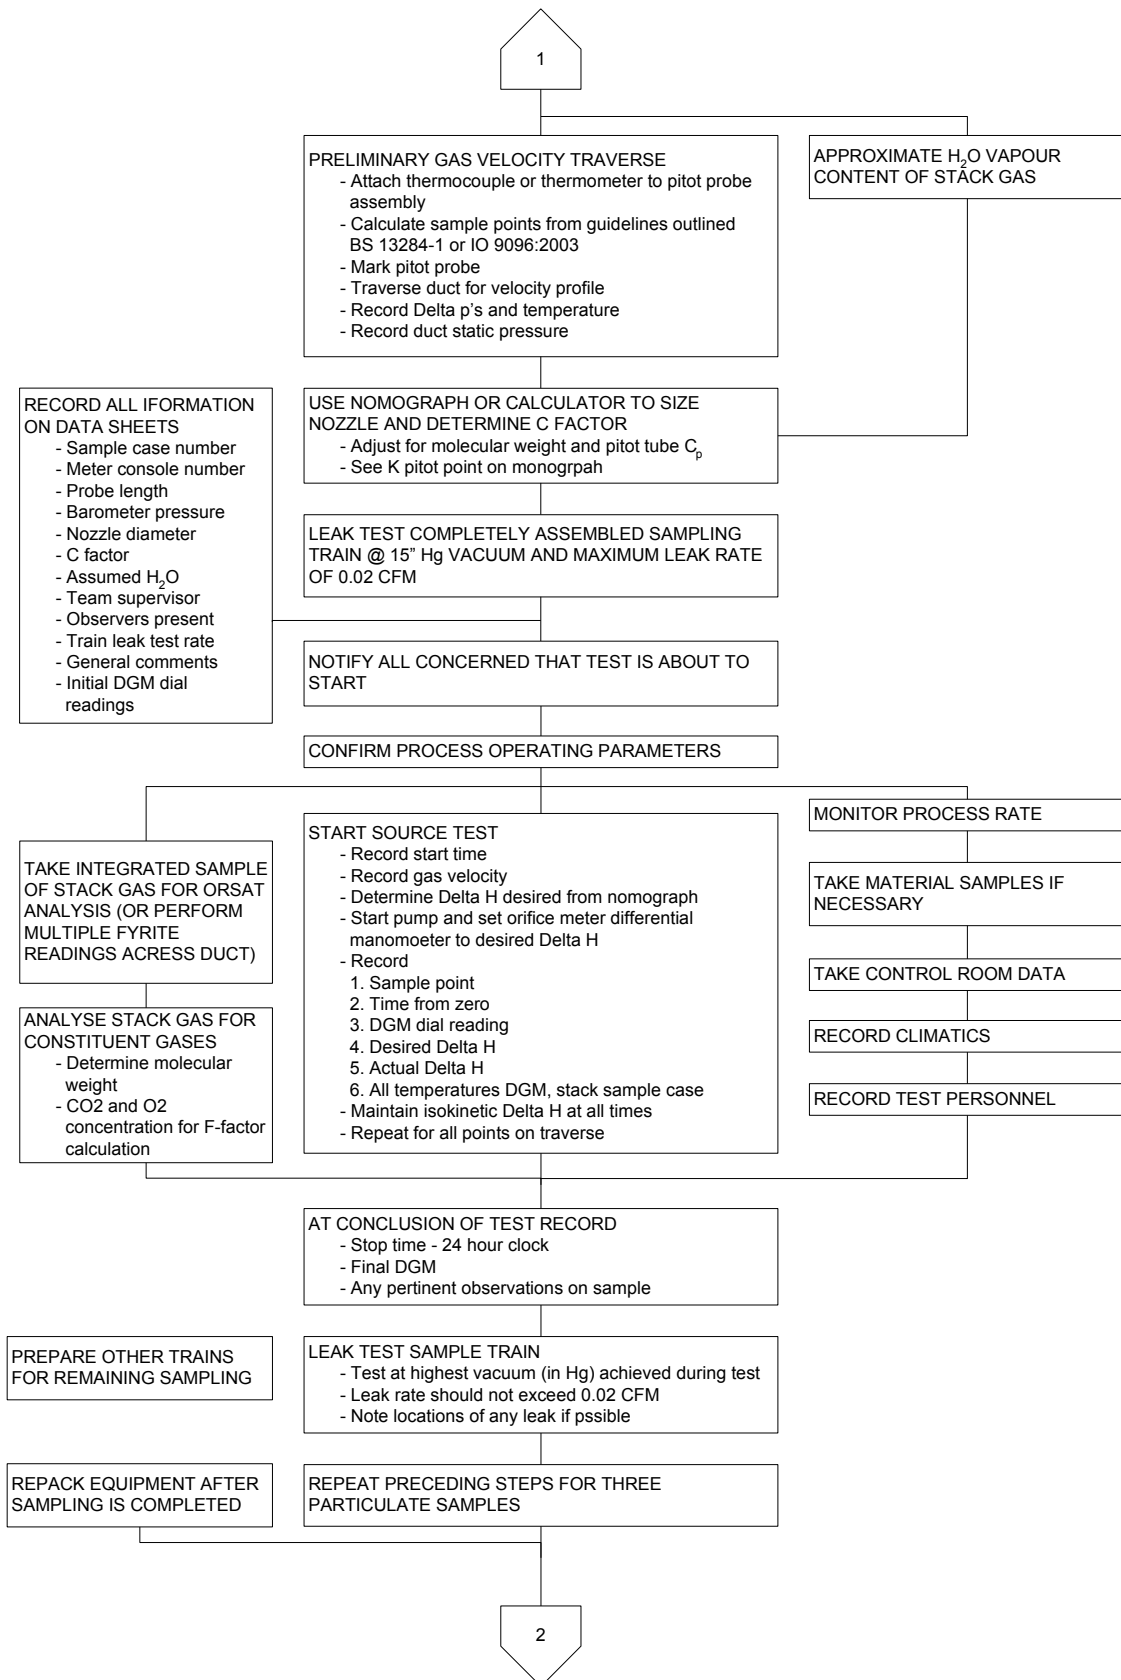 1
PRELIMINARY GAS VELOCITY TRAVERSE
- Attach thermocouple or thermometer to pitot probe
assembly
- Calculate sample points from guidelines outlined
BS 13284-1 or IO 9096:2003
- Mark pitot probe
- Traverse duct for velocity profile
- Record Delta p's and temperature
- Record duct static pressure
APPROXIMATE H₂O VAPOUR
CONTENT OF STACK GAS
RECORD ALL IFORMATION
ON DATA SHEETS
- Sample case number
- Meter console number
- Probe length
- Barometer pressure
- Nozzle diameter
- C factor
- Assumed H₂O
- Team supervisor
- Observers present
- Train leak test rate
- General comments
- Initial DGM dial
readings
USE NOMOGRAPH OR CALCULATOR TO SIZE
NOZZLE AND DETERMINE C FACTOR
- Adjust for molecular weight and pitot tube Cₚ
- See K pitot point on monogrpah
LEAK TEST COMPLETELY ASSEMBLED SAMPLING
TRAIN @ 15” Hg VACUUM AND MAXIMUM LEAK RATE
OF 0.02 CFM
NOTIFY ALL CONCERNED THAT TEST IS ABOUT TO
START
CONFIRM PROCESS OPERATING PARAMETERS
TAKE INTEGRATED SAMPLE
OF STACK GAS FOR ORSAT
ANALYSIS (OR PERFORM
MULTIPLE FYRITE
READINGS ACRESS DUCT)
ANALYSE STACK GAS FOR
CONSTITUENT GASES
- Determine molecular
weight
- CO2 and O2
concentration for F-factor
calculation
START SOURCE TEST
- Record start time
- Record gas velocity
- Determine Delta H desired from nomograph
- Start pump and set orifice meter differential
manomoeter to desired Delta H
- Record
1. Sample point
2. Time from zero
3. DGM dial reading
4. Desired Delta H
5. Actual Delta H
6. All temperatures DGM, stack sample case
- Maintain isokinetic Delta H at all times
- Repeat for all points on traverse
MONITOR PROCESS RATE
TAKE MATERIAL SAMPLES IF
NECESSARY
TAKE CONTROL ROOM DATA
RECORD CLIMATICS
RECORD TEST PERSONNEL
AT CONCLUSION OF TEST RECORD
- Stop time - 24 hour clock
- Final DGM
- Any pertinent observations on sample
PREPARE OTHER TRAINS
FOR REMAINING SAMPLING
LEAK TEST SAMPLE TRAIN
- Test at highest vacuum (in Hg) achieved during test
- Leak rate should not exceed 0.02 CFM
- Note locations of any leak if pssible
REPACK EQUIPMENT AFTER
SAMPLING IS COMPLETED
REPEAT PRECEDING STEPS FOR THREE
PARTICULATE SAMPLES
2